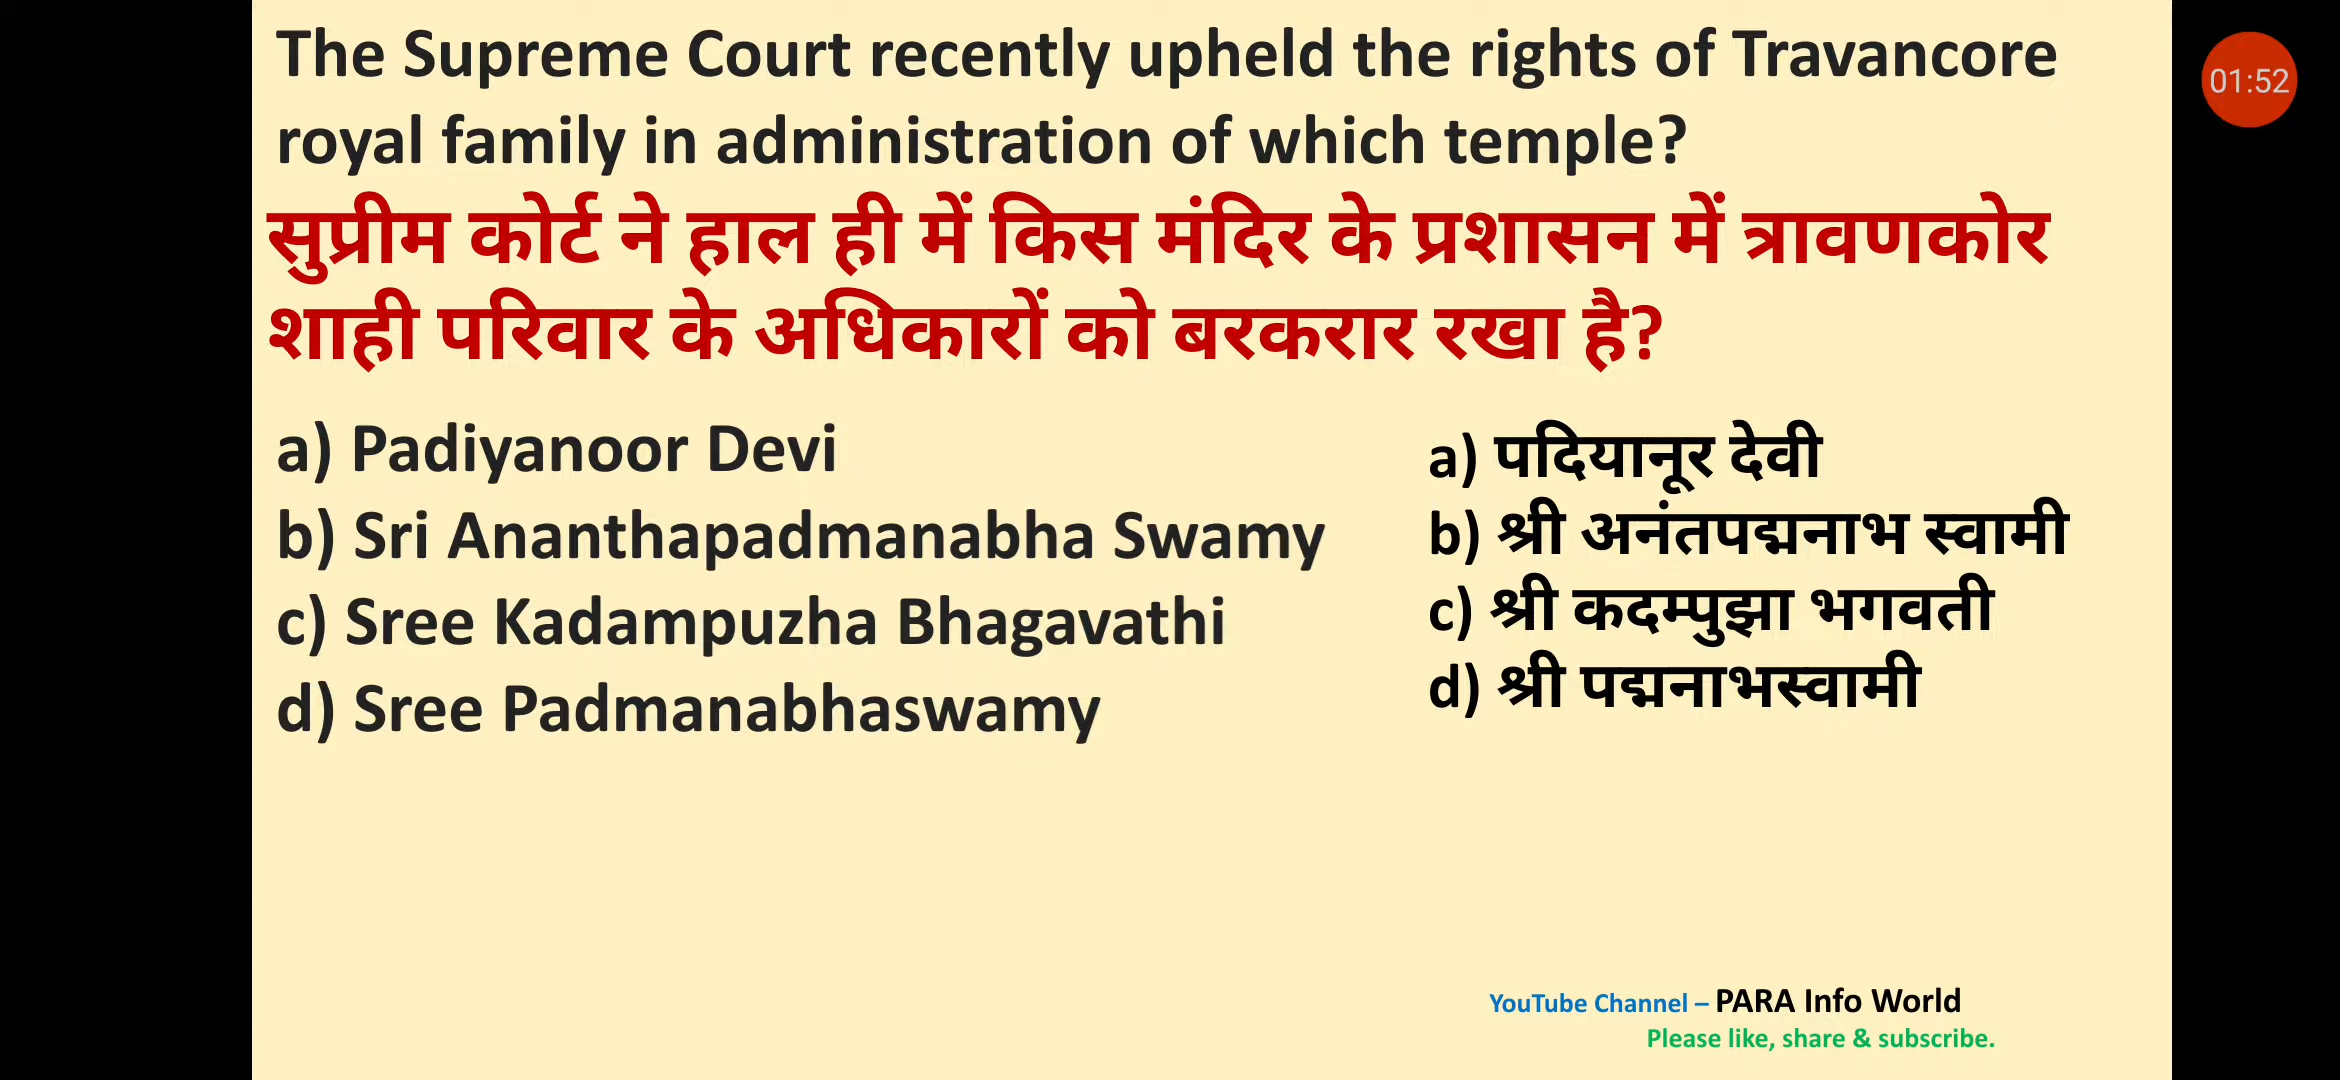 The Supreme Court recently upheld the rights of Travancore
01:52
royal family in administration of which temple?
सुप्रीम कोर्ट ने हाल ही में किस मंदिर के प्रशासन में त्रावणकोर
शाही परिवार के अधिकारों को बरकरार रखा है?
a) Padiyanoor Devi
b) Sri Ananthapadmanabha Swamy
c) Sree Kadampuzha Bhagavathi
d) Sree Padmanabhaswamy
a) पदियानूर देवी
b) श्री अनंतपद्मनाभ स्वामी
c) श्री कदम्पुझा भगवती
d) श्री पद्मनाभस्वामी
YouTube Channel – PARA Info World
Please like, share & subscribe.